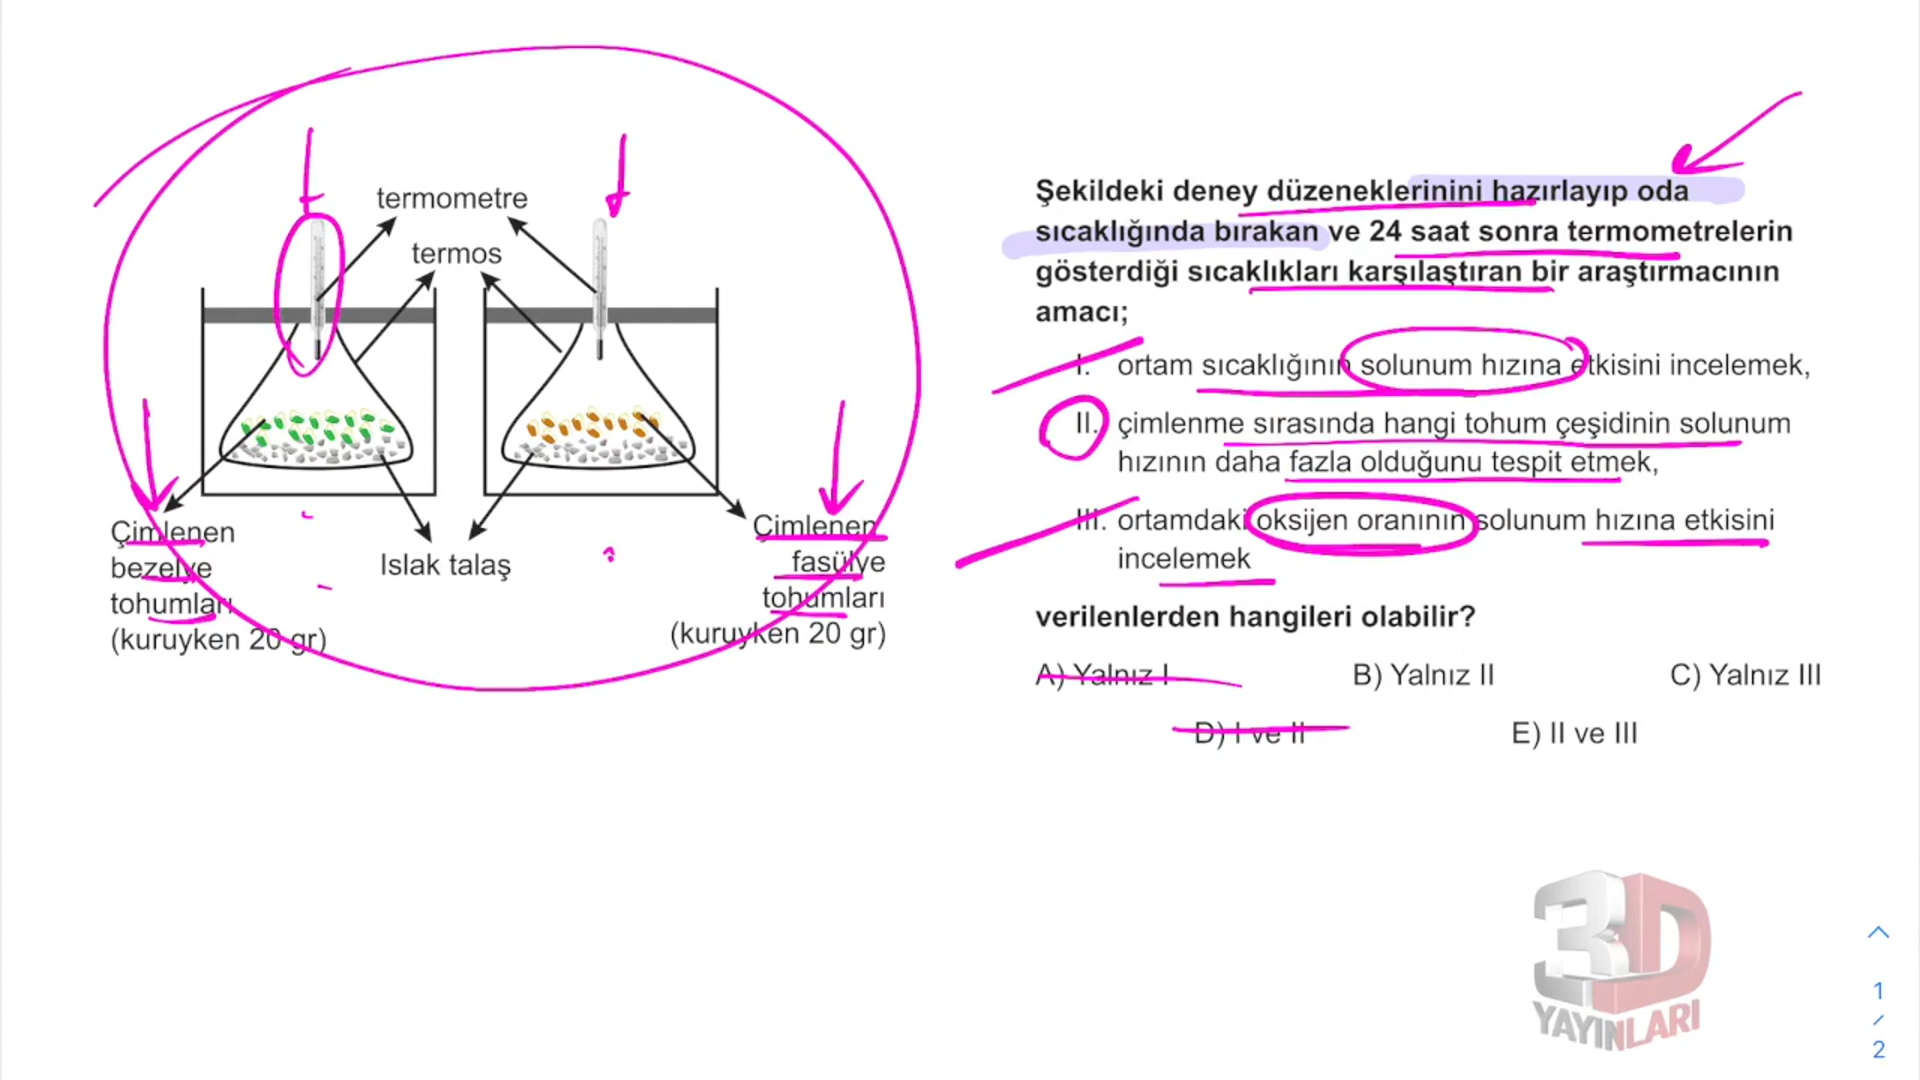 termometre
termos
Çimlenen
bezelye
tohumları
(kuruyken 20 gr)
Islak talaş
Çimlenen
fasülye
tohumları
(kuruyken 20 gr)
Şekildeki deney düzeneklerinini hazırlayıp oda
sıcaklığında bırakan ve 24 saat sonra termometrelerin
gösterdiği sıcaklıkları karşılaştıran bir araştırmacının
amacı;
I. ortam sıcaklığının solunum hızına etkisini incelemek,
II. çimlenme sırasında hangi tohum çeşidinin solunum
hızının daha fazla olduğunu tespit etmek,
III. ortamdaki oksijen oranının solunum hızına etkisini
incelemek
verilenlerden hangileri olabilir?
A) Yalnız I B) Yalnız II C) Yalnız III
D) I ve II E) II ve III
3D
YAYINLARI
1
/
2